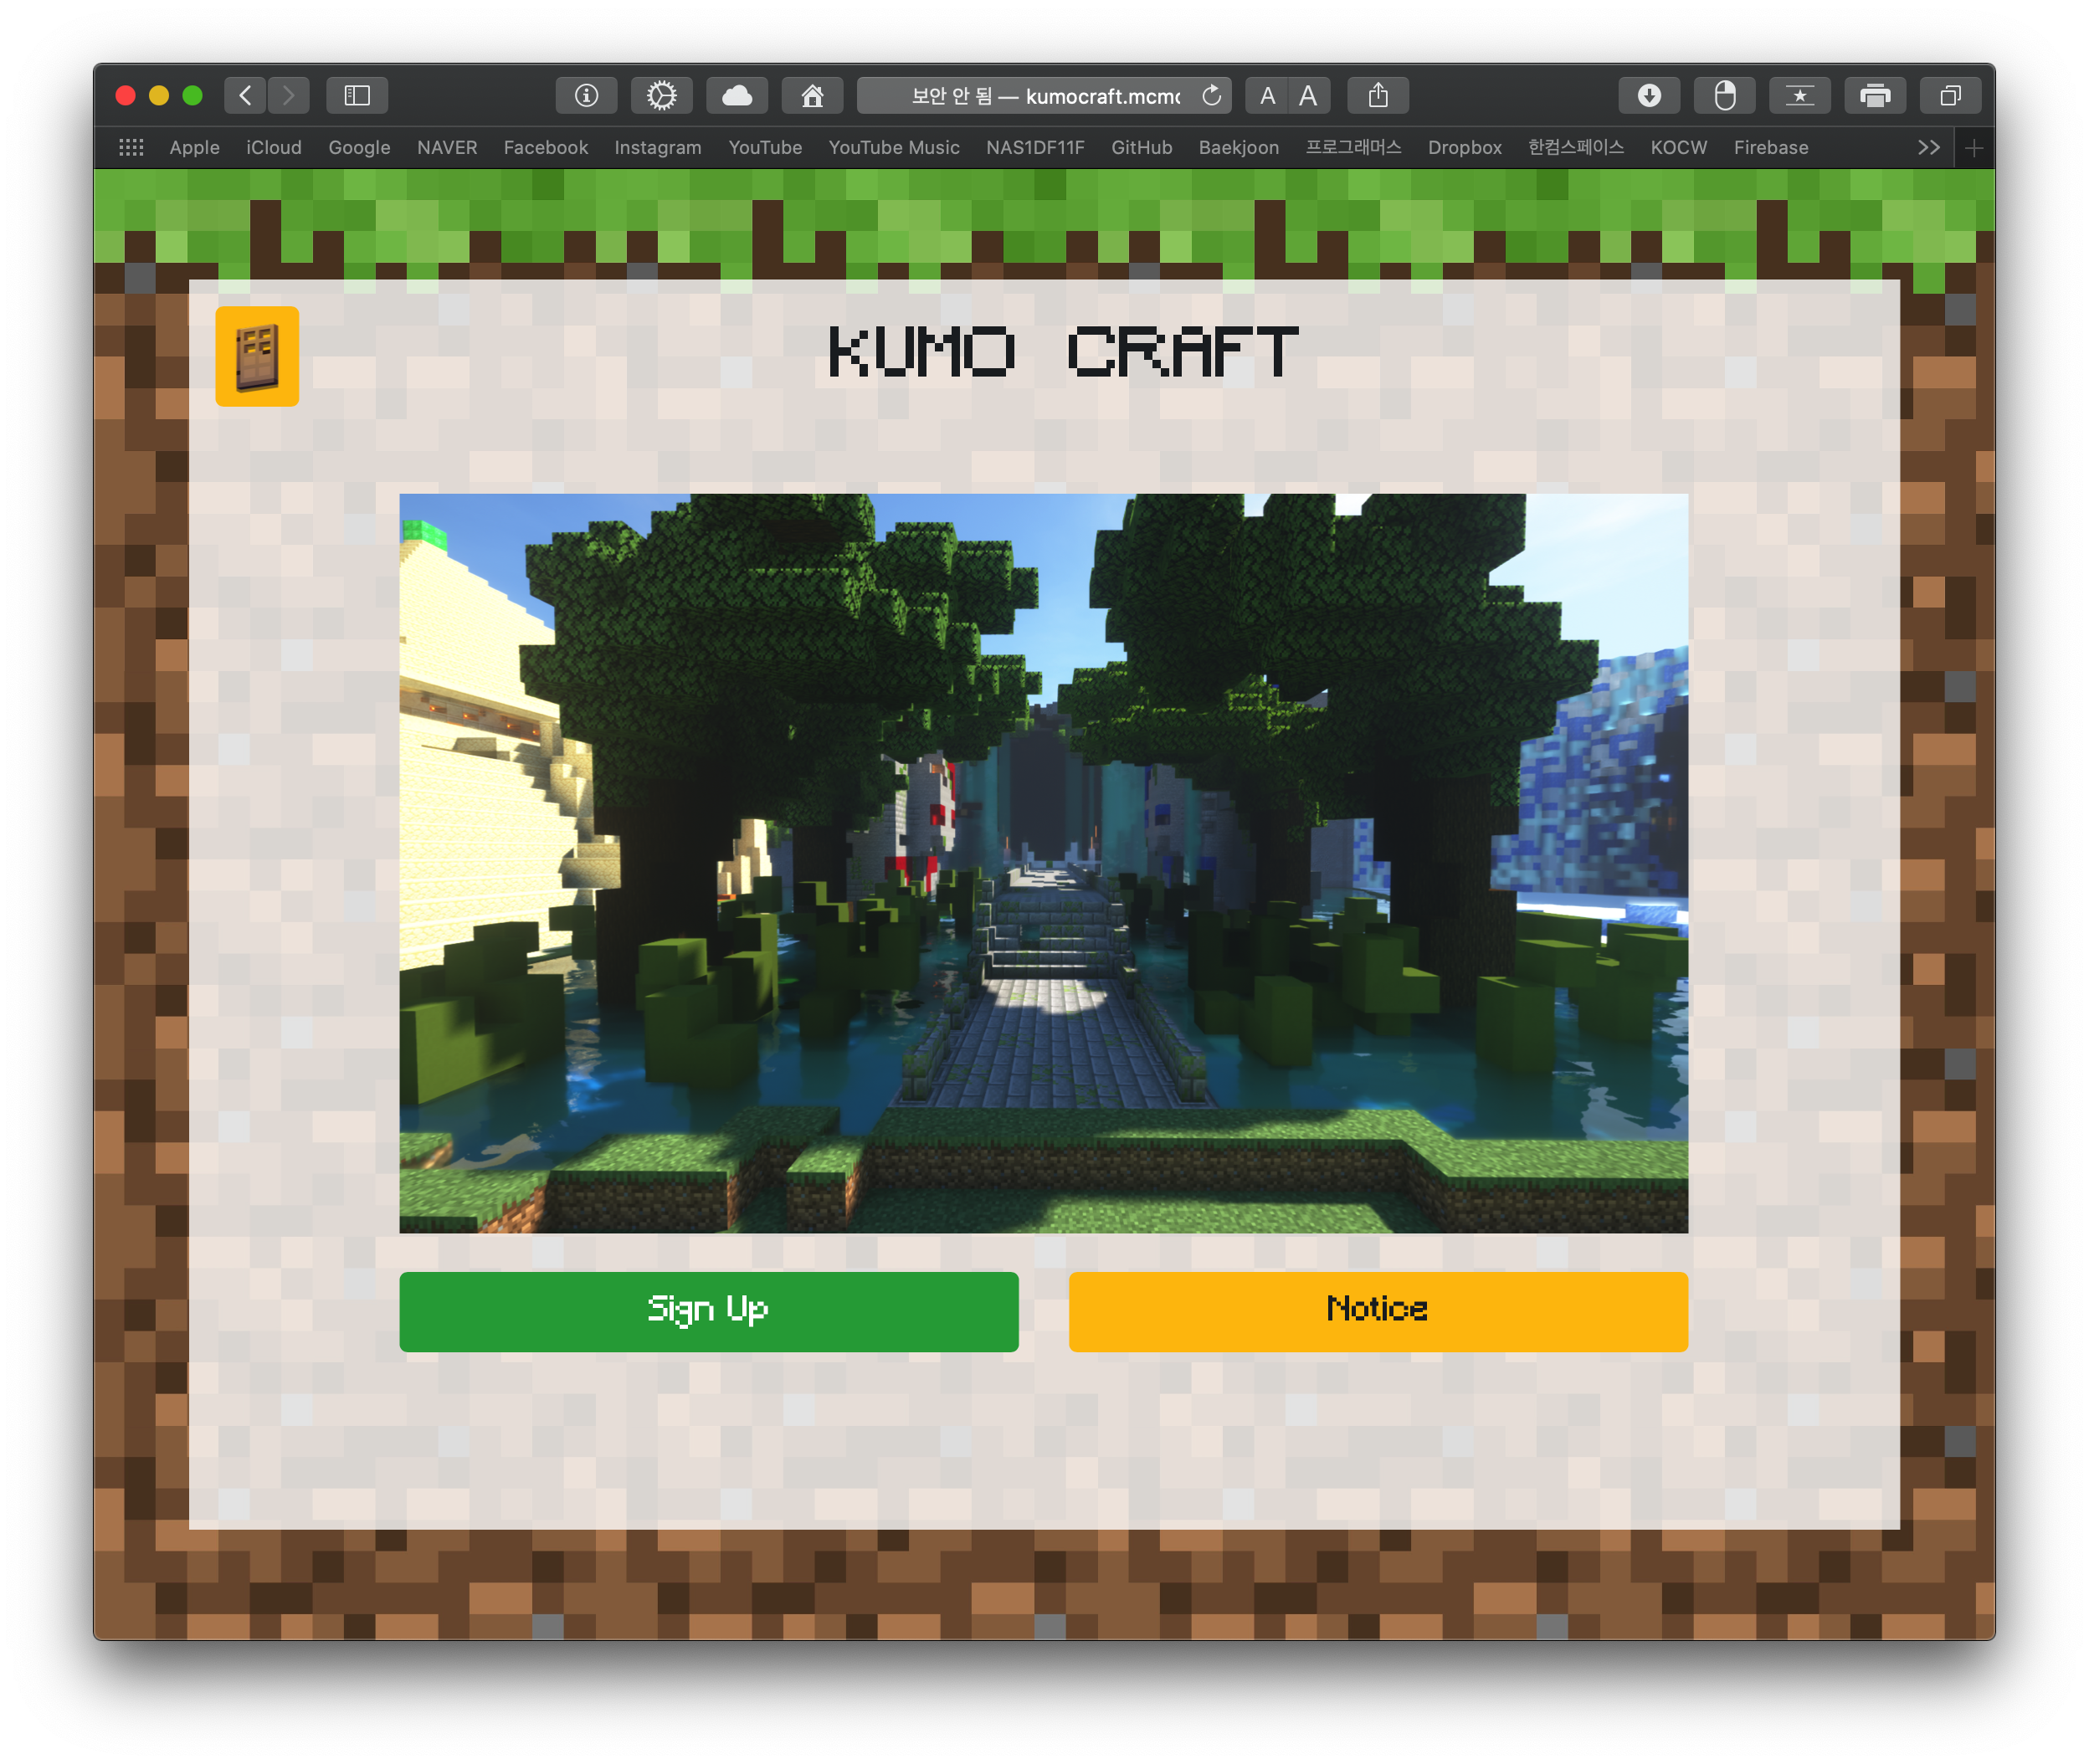 보안 안 됨 — kumocraft.mcmc
A A
Apple iCloud Google NAVER Facebook Instagram YouTube YouTube Music NAS1DF11F GitHub Baekjoon 프로그래머스 Dropbox 한컴스페이스 KOCW Firebase
KUMO CRAFT
Sign Up Notice